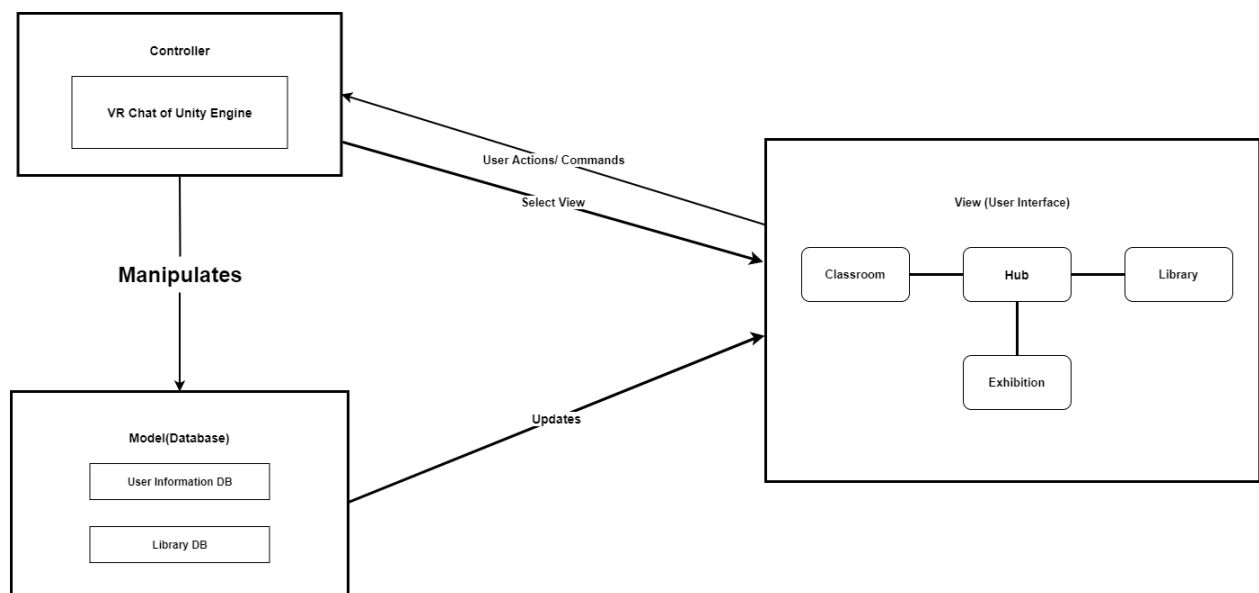 Controller
VR Chat of Unity Engine
User Actions/ Commands
Select View
View (User Interface)
Classroom
Hub
Library
Exhibition
Manipulates
Updates
Model(Database)
User Information DB
Library DB